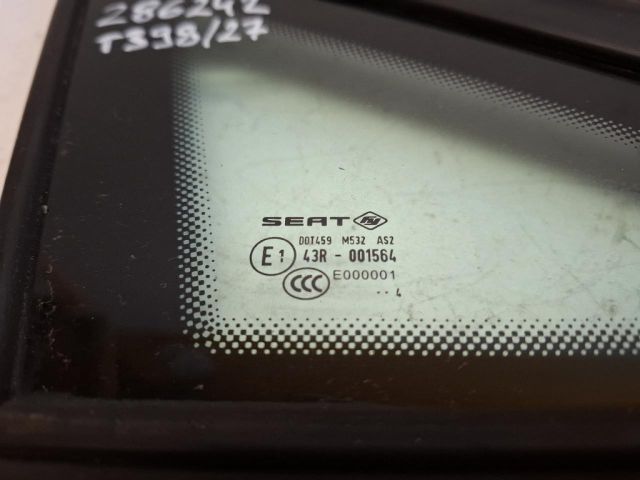 286242
T398/27
SEAT
DOT459 M532 AS2
E1 43R - 001564
CCC E000001
·· 4